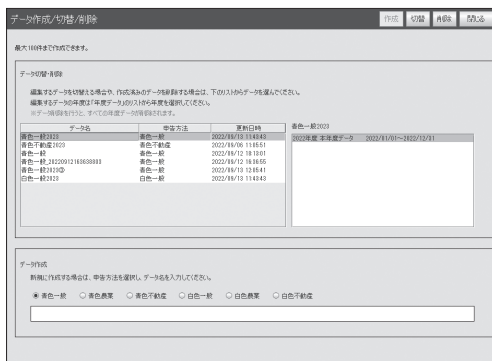 データ作成/切替/削除
作成 切替 削除 閉じる
最大100件まで作成できます。
データ切替・削除
編集するデータを切替える場合や、作成済みのデータを削除する場合は、下のリストからデータを選んでください。
編集するデータの年度は「年度データ」のリストから年度を選択してください。
※データ削除を行うと、すべての年度データが削除されます。
データ名 申告方法 更新日時
青色一般2023 青色一般 2022/09/13 11:43:43
青色不動産2023 青色不動産 2022/09/06 11:05:51
青色一般 青色一般 2022/09/12 18:13:01
青色一般_20220912163638800 青色一般 2022/09/12 16:36:55
青色一般2023② 青色一般 2022/09/13 12:05:41
白色一般2023 白色一般 2022/09/13 11:43:43
青色一般2023
2022年度 本年度データ 2022/01/01～2022/12/31
データ作成
新規に作成する場合は、申告方法を選択し、データ名を入力してください。
青色一般 青色農業 青色不動産 白色一般 白色農業 白色不動産